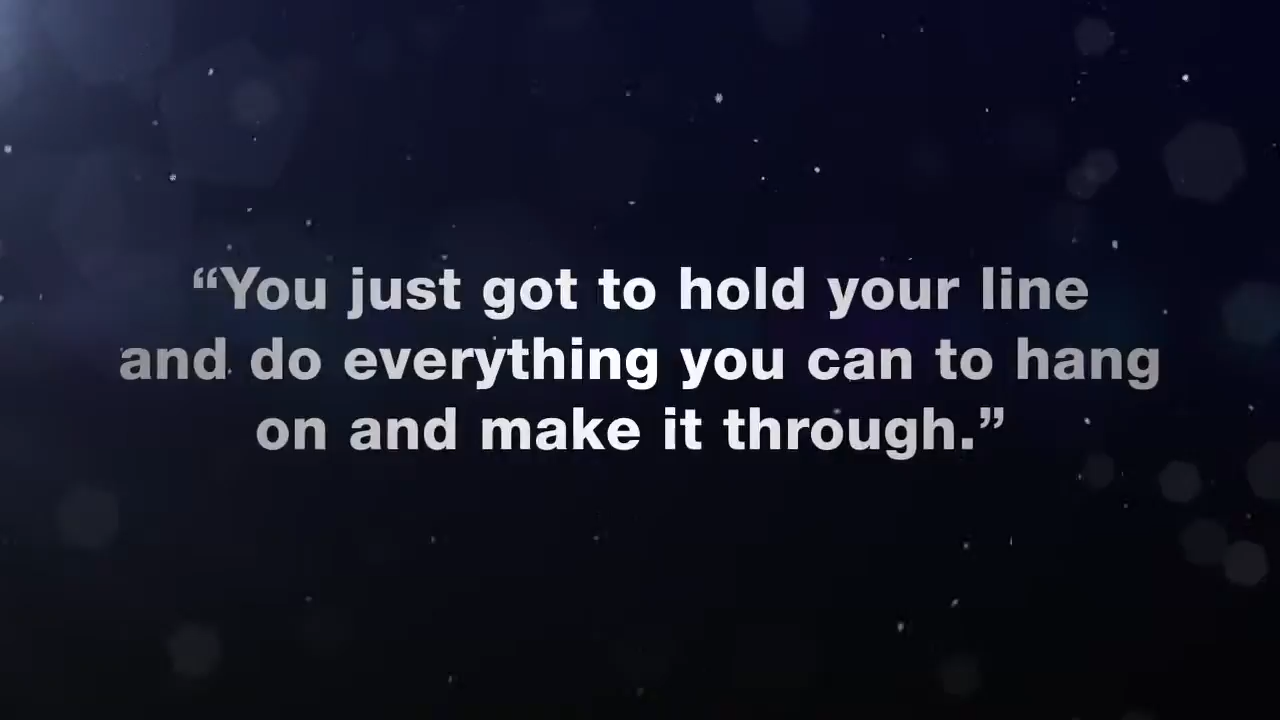 “You just got to hold your line
and do everything you can to hang
on and make it through.”